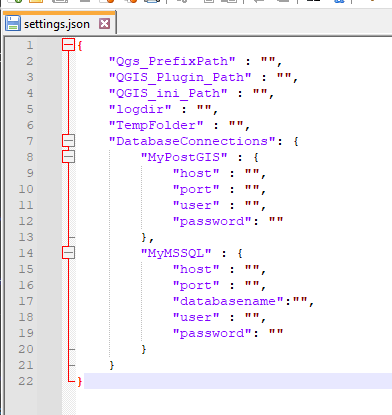 settings.json
1 {
2 "Qgs_PrefixPath" : "",
3 "QGIS_Plugin_Path" : "",
4 "QGIS_ini_Path" : "",
5 "logdir" : "",
6 "TempFolder" : "",
7 "DatabaseConnections": {
8 "MyPostGIS" : {
9 "host" : "",
10 "port" : "",
11 "user" : "",
12 "password": ""
13 },
14 "MyMSSQL" : {
15 "host" : "",
16 "port" : "",
17 "databasename":"",
18 "user" : "",
19 "password": ""
20 }
21 }
22 }